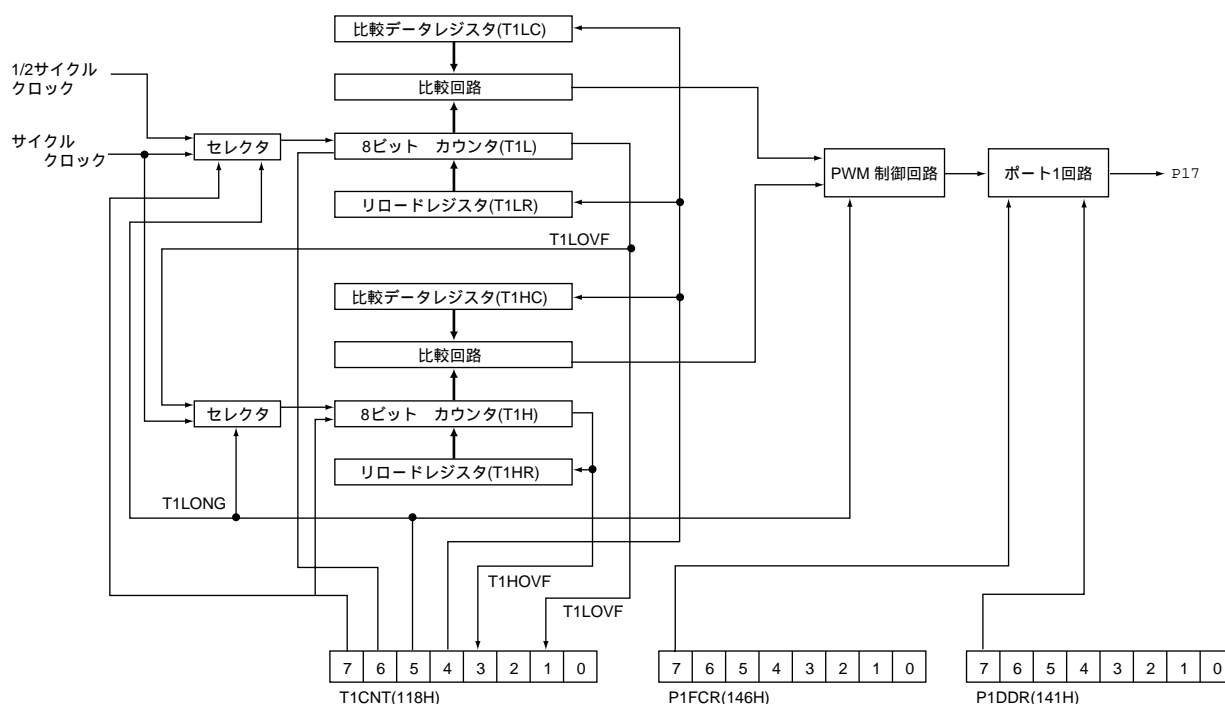 比較データレジスタ(T1LC)
1/2サイクル
クロック
比較回路
サイクル
クロック
セレクタ
8ビット　カウンタ(T1L)
PWM 制御回路
ポート1回路
P17
リロードレジスタ(T1LR)
T1LOVF
比較データレジスタ(T1HC)
比較回路
セレクタ
8ビット　カウンタ(T1H)
リロードレジスタ(T1HR)
T1LONG
T1HOVF
T1LOVF
7 6 5 4 3 2 1 0
T1CNT(118H)
7 6 5 4 3 2 1 0
P1FCR(146H)
7 6 5 4 3 2 1 0
P1DDR(141H)